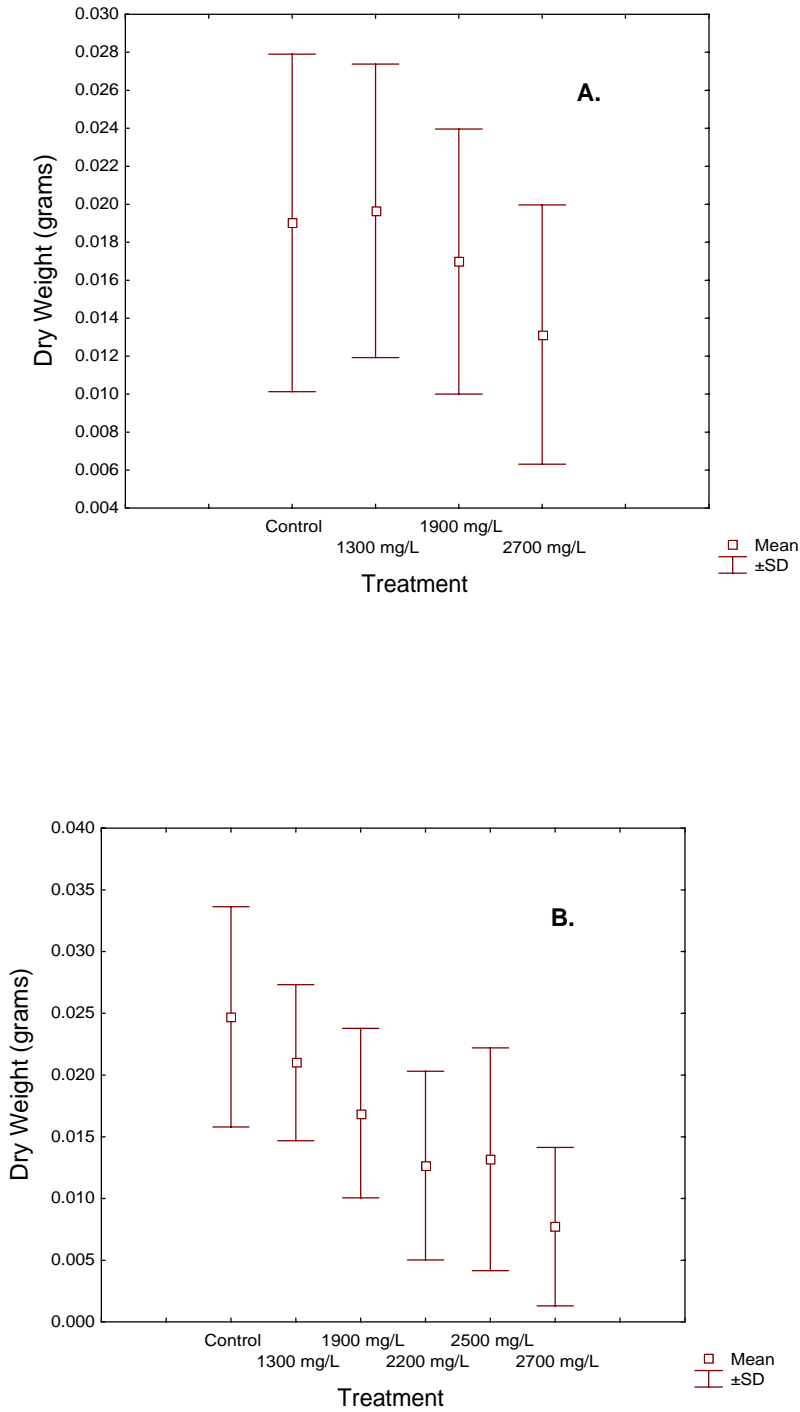 0.030
0.028
0.026
0.024
0.022
0.020
0.018
0.016
0.014
0.012
0.010
0.008
0.006
0.004
Dry Weight (grams)
A.
Control
1900 mg/L
1300 mg/L
2700 mg/L
Treatment
Mean
±SD
0.040
0.035
0.030
0.025
0.020
0.015
0.010
0.005
0.000
Dry Weight (grams)
B.
Control
1900 mg/L
2500 mg/L
1300 mg/L
2200 mg/L
2700 mg/L
Treatment
Mean
±SD